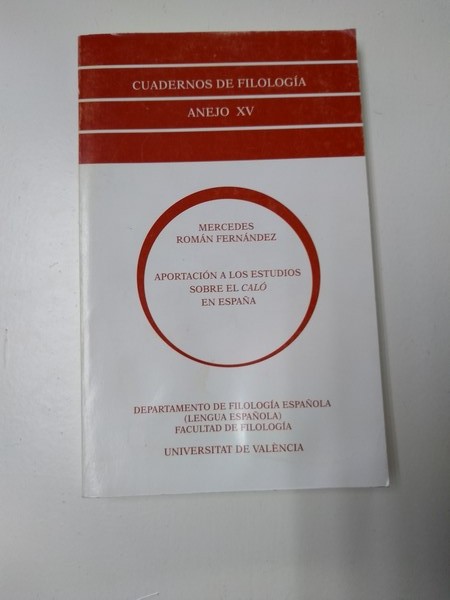 CUADERNOS DE FILOLOGÍA
ANEJO XV
MERCEDES
ROMÁN FERNÁNDEZ
APORTACIÓN A LOS ESTUDIOS
SOBRE EL CALÓ
EN ESPAÑA
DEPARTAMENTO DE FILOLOGÍA ESPAÑOLA
(LENGUA ESPAÑOLA)
FACULTAD DE FILOLOGÍA
UNIVERSITAT DE VALÈNCIA